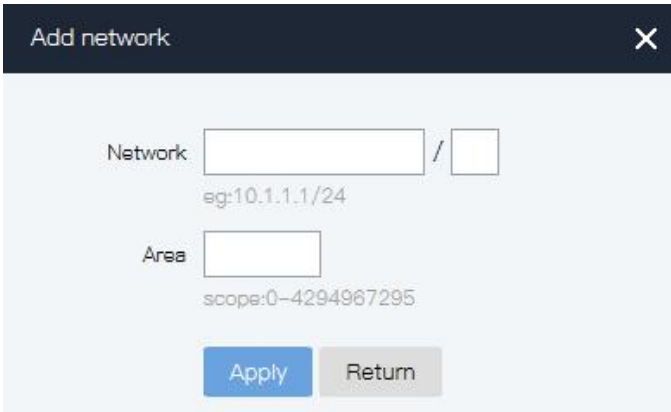 Add network
Network /
eg:10.1.1.1/24
Area
scope:0-4294967295
Apply Return